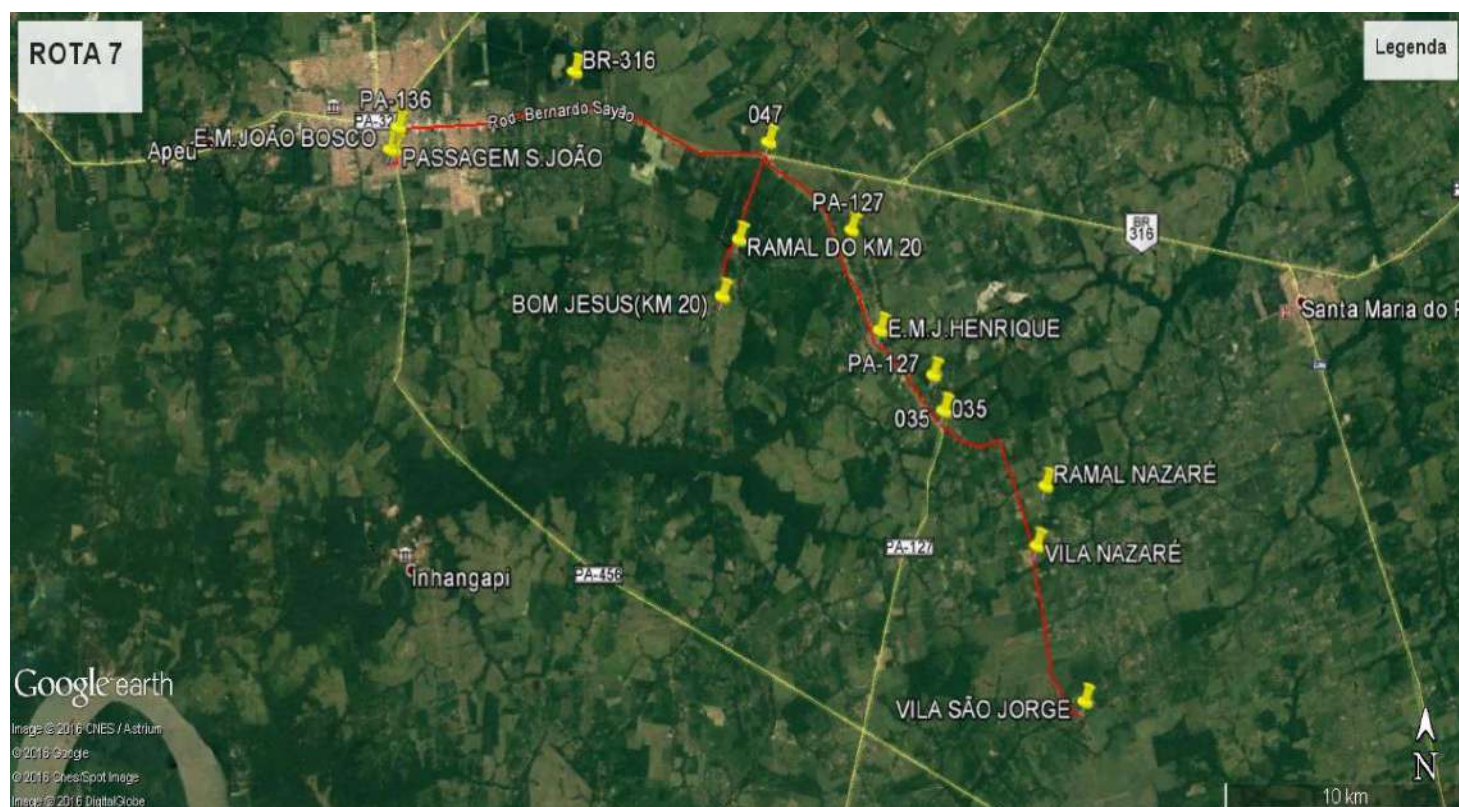 ROTA 7
Legenda
BR-316
PA-136
PA-32
Rod. Bernardo Sayão
047
E.M.JOÃO BOSCO
Apeú
PASSAGEM S.JOÃO
PA-127
BR
316
RAMAL DO KM 20
BOM JESUS(KM 20)
Santa Maria do P
E.M.J.HENRIQUE
PA-127
035
035
RAMAL NAZARÉ
PA-127
VILA NAZARÉ
Inhangapi
PA-456
Google earth
VILA SÃO JORGE
Image © 2016 CNES / Astrium
© 2016 Google
© 2016 Cnes/Spot Image
Image © 2016 DigitalGlobe
N
10 km